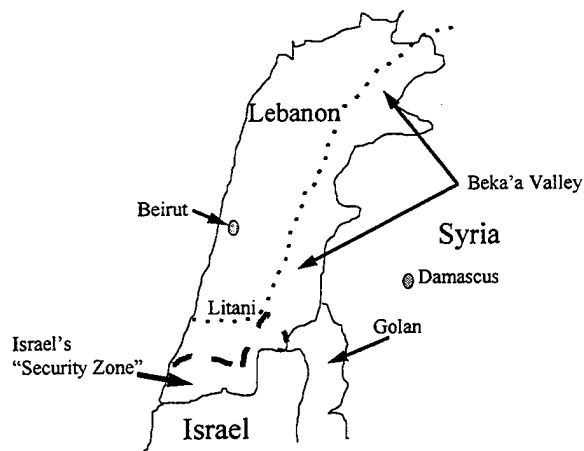 Lebanon
Beka'a Valley
Beirut
Syria
Damascus
Litani
Golan
Israel's
"Security Zone"
Israel